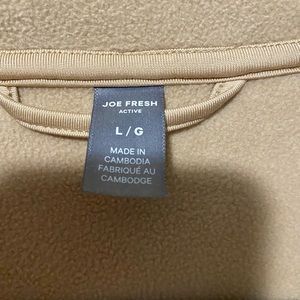 JOE FRESH
ACTIVE
L / G
MADE IN
CAMBODIA
FABRIQUÉ AU
CAMBODGE